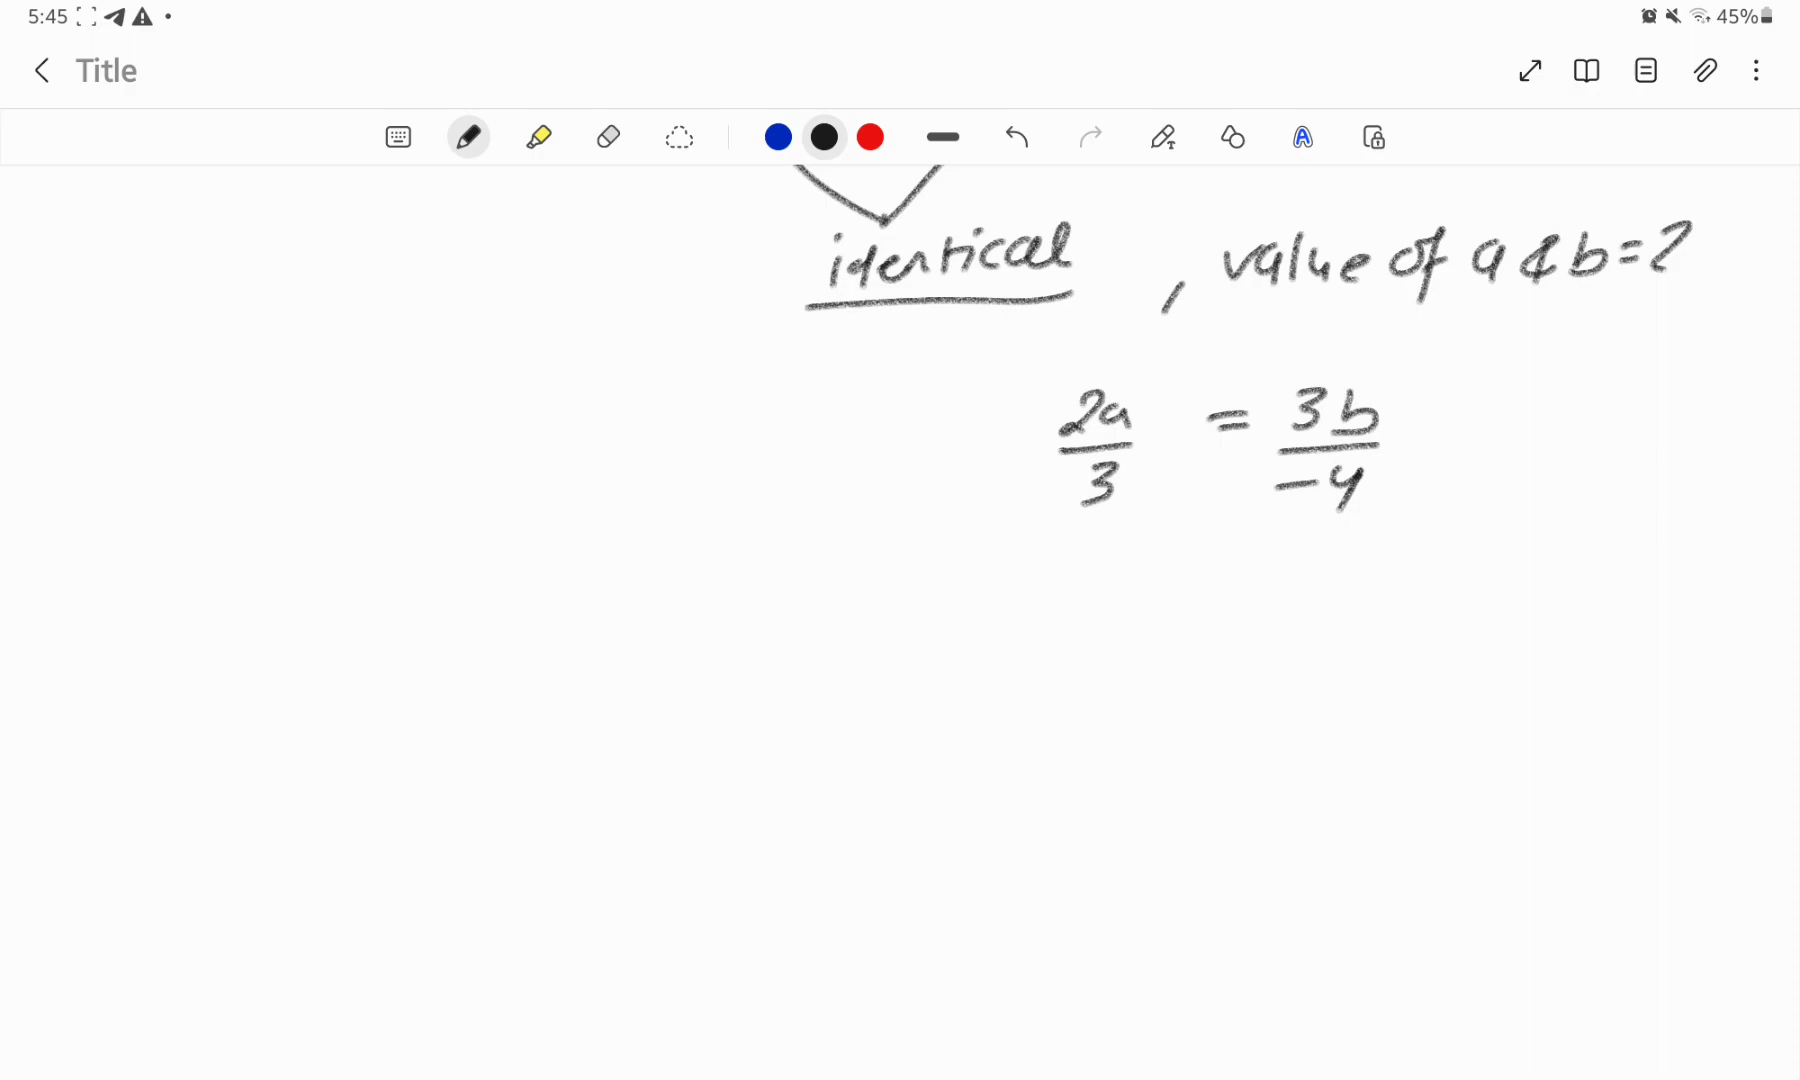 5:45
45%
Title
A
identical , value of a & b = ?
2a/3 = 3b/-4